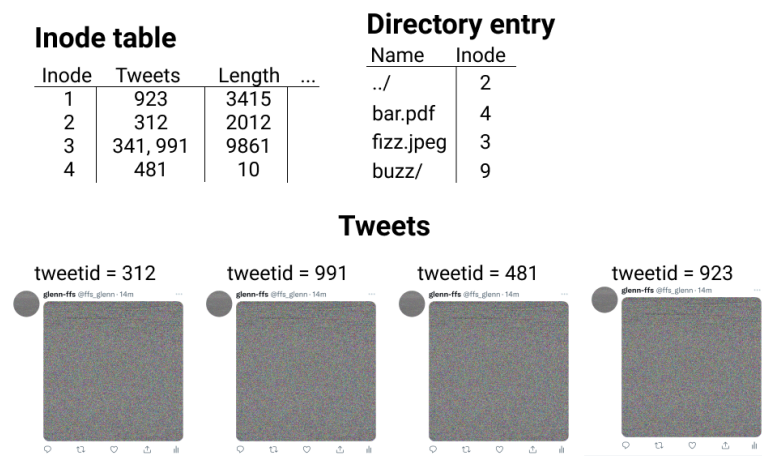 Inode table
Inode Tweets Length ...
1 923 3415
2 312 2012
3 341, 991 9861
4 481 10
Directory entry
Name Inode
../ 2
bar.pdf 4
fizz.jpeg 3
buzz/ 9
Tweets
tweetid = 312
glenn-ffs @ffs_glenn · 14m ...
tweetid = 991
glenn-ffs @ffs_glenn · 14m ...
tweetid = 481
glenn-ffs @ffs_glenn · 14m ...
tweetid = 923
glenn-ffs @ffs_glenn · 14m ...